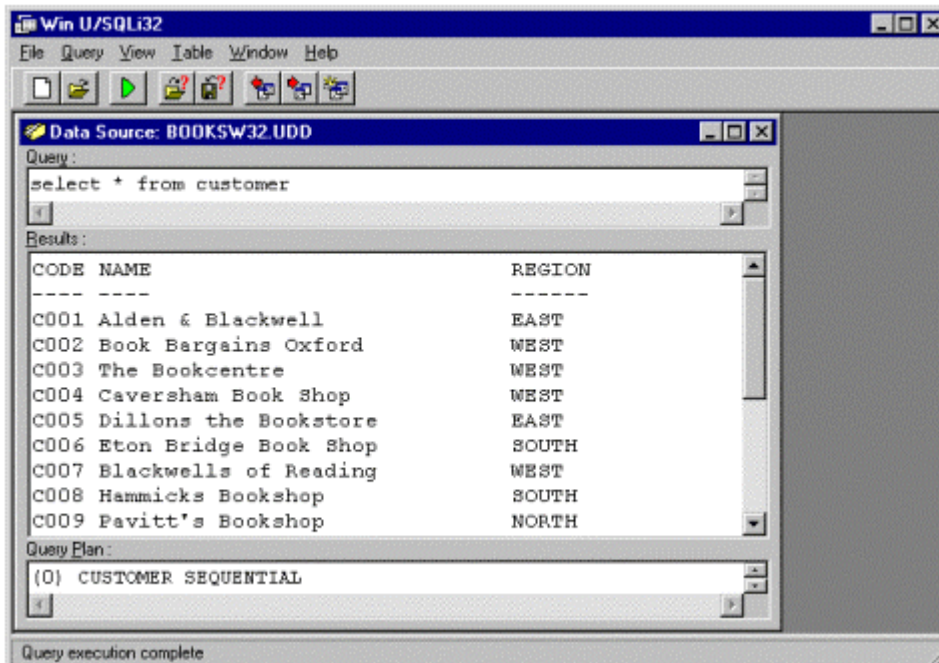 Win U/SQLi32
File Query View Table Window Help
Data Source: BOOKSW32.UDD
Query :
select * from customer
Results :
CODE NAME REGION
---- ---- ------
C001 Alden & Blackwell EAST
C002 Book Bargains Oxford WEST
C003 The Bookcentre WEST
C004 Caversham Book Shop WEST
C005 Dillons the Bookstore EAST
C006 Eton Bridge Book Shop SOUTH
C007 Blackwells of Reading WEST
C008 Hammicks Bookshop SOUTH
C009 Pavitt's Bookshop NORTH
Query Plan :
(0) CUSTOMER SEQUENTIAL
Query execution complete